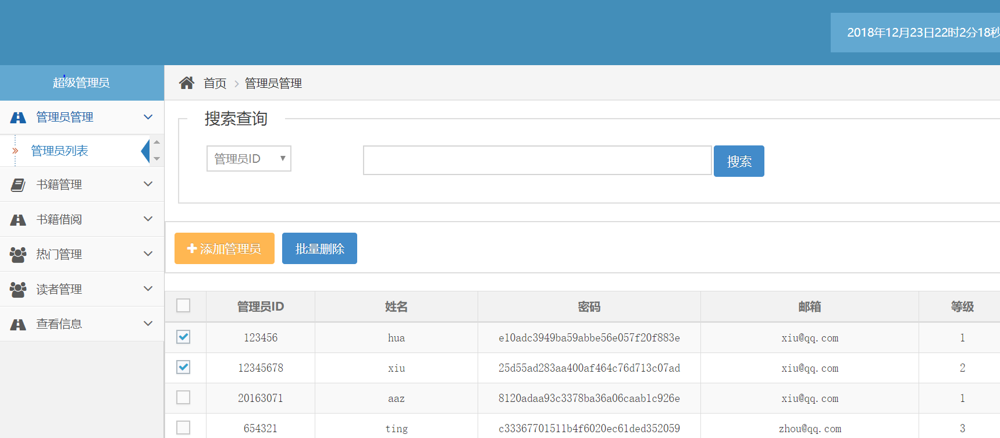 2018年12月23日22时2分18秒
超级管理员
首页 > 管理员管理
管理员管理
管理员列表
书籍管理
书籍借阅
热门管理
读者管理
查看信息
搜索查询
管理员ID
搜索
添加管理员 批量删除
管理员ID 姓名 密码 邮箱 等级
123456 hua e10adc3949ba59abbe56e057f20f883e xiu@qq.com 1
12345678 xiu 25d55ad283aa400af464c76d713c07ad xiu@qq.com 2
20163071 aaz 8120adaa93c3378ba36a06caab1c926e xiu@qq.com 1
654321 ting c33367701511b4f6020ec61ded352059 zhou@qq.com 3